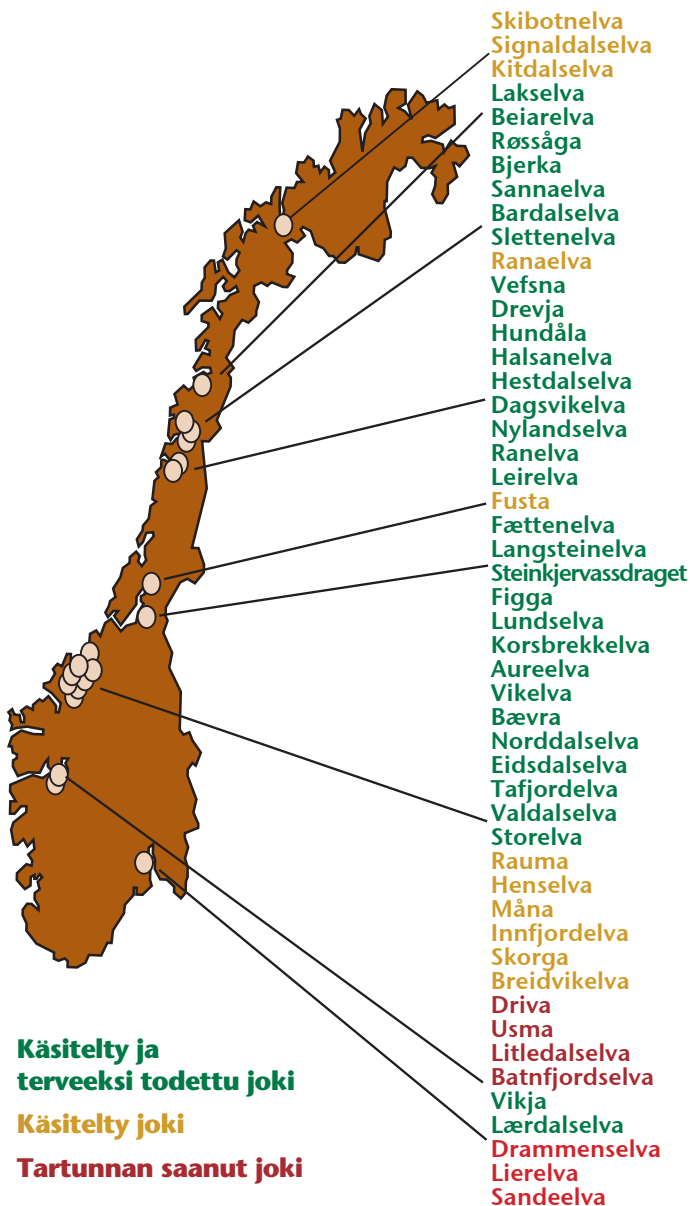 Skibotnelva
Signaldalselva
Kitdalselva
Lakselva
Beiarelva
Røssåga
Bjerka
Sannaelva
Bardalselva
Slettenelva
Ranaelva
Vefsna
Drevja
Hundåla
Halsanelva
Hestdalselva
Dagsvikelva
Nylandselva
Ranelva
Leirelva
Fusta
Fættenelva
Langsteinelva
Steinkjervassdraget
Figga
Lundselva
Korsbrekkelva
Aureelva
Vikelva
Bævra
Norddalselva
Eidsdalselva
Tafjordelva
Valdalselva
Storelva
Rauma
Henselva
Måna
Innfjordelva
Skorga
Breidvikelva
Driva
Usma
Litledalselva
Batnfjordselva
Vikja
Lærdalselva
Drammenselva
Lierelva
Sandeelva
Käsitelty ja
terveeksi todettu joki
Käsitelty joki
Tartunnan saanut joki